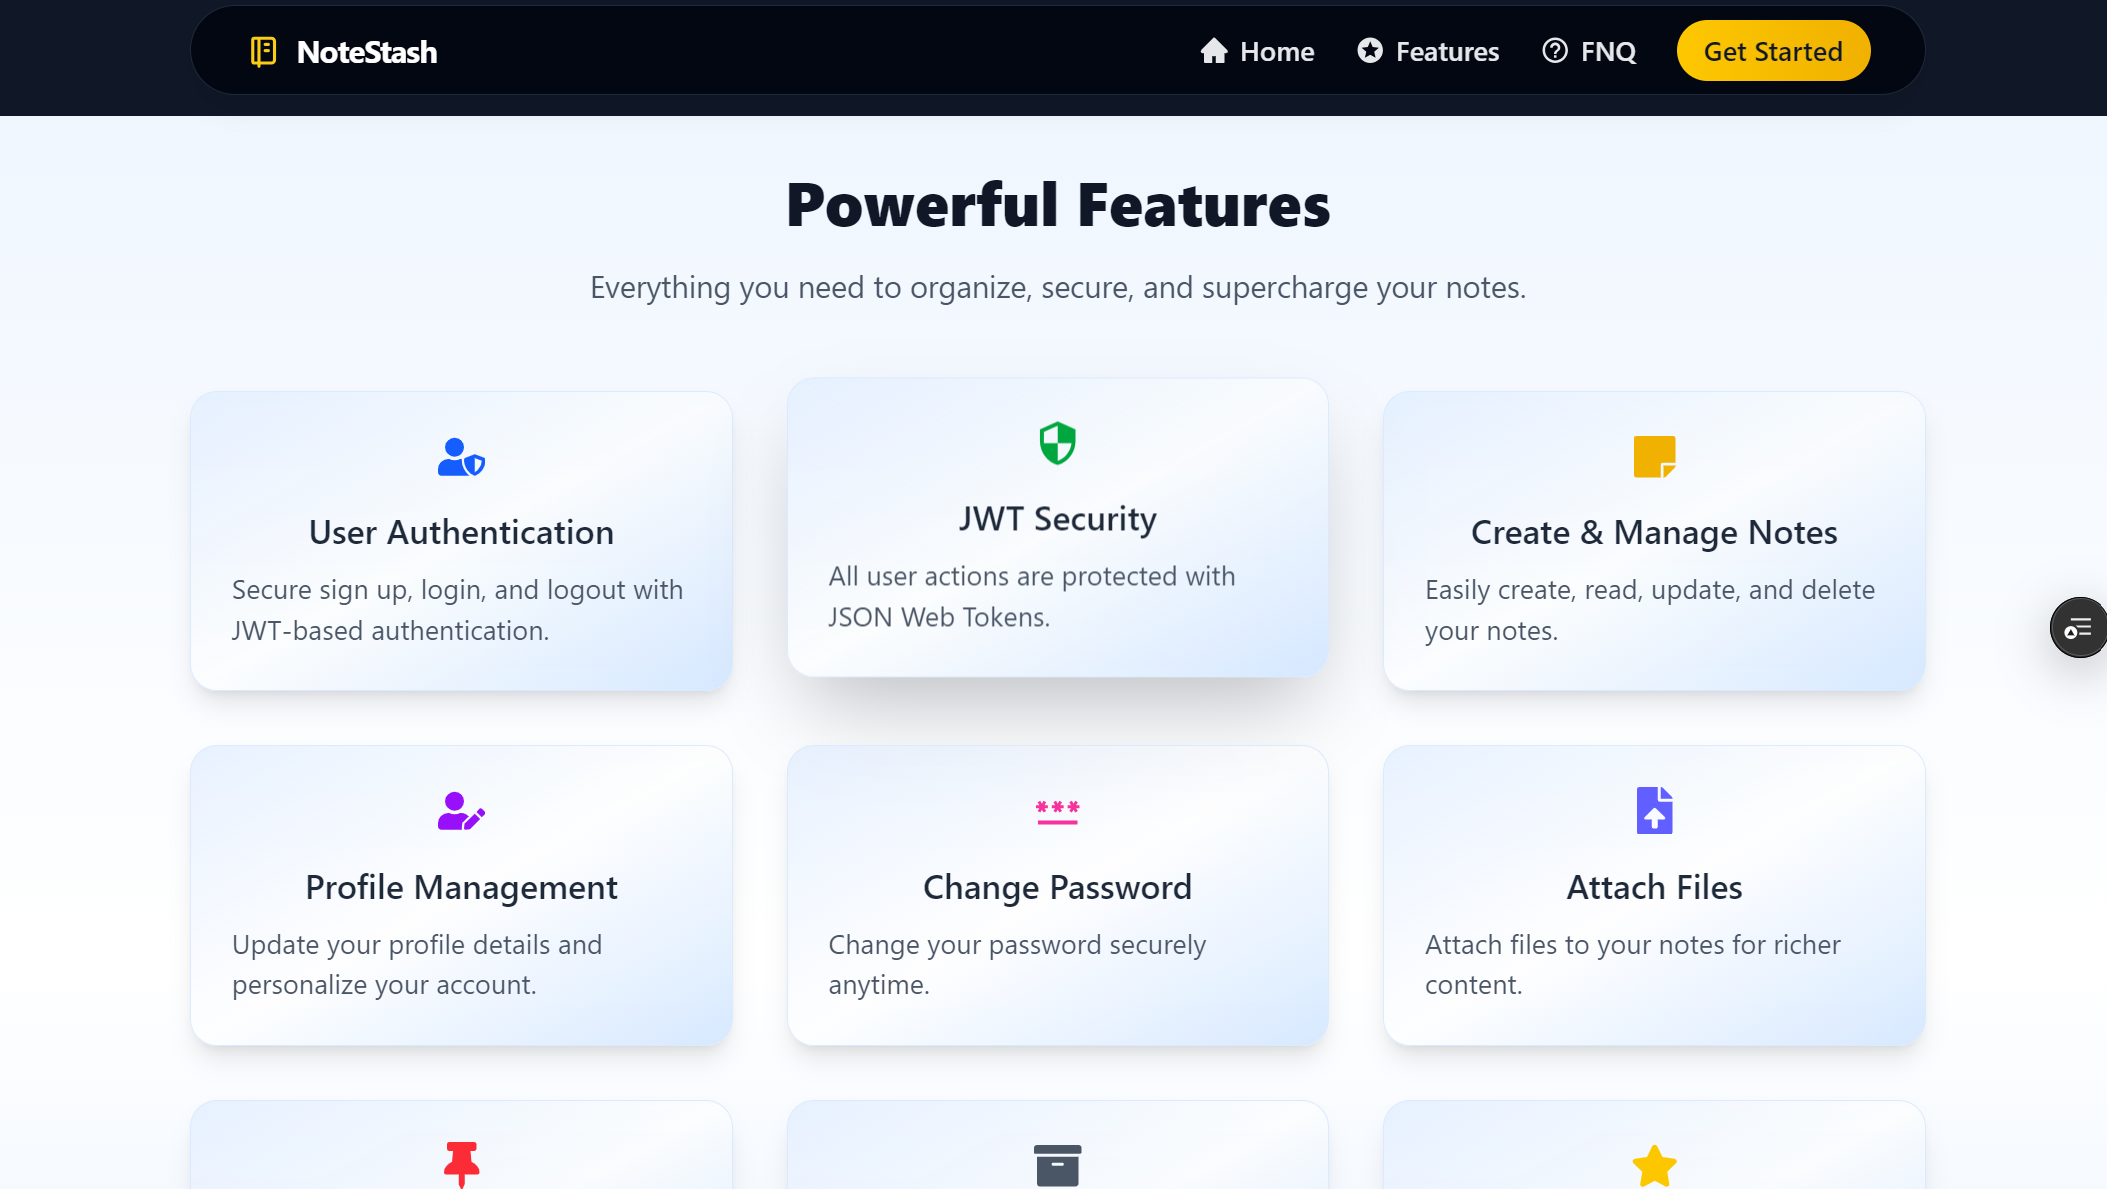 NoteStash
Home
Features
FNQ
Get Started
Powerful Features
Everything you need to organize, secure, and supercharge your notes.
User Authentication
Secure sign up, login, and logout with
JWT-based authentication.
JWT Security
All user actions are protected with
JSON Web Tokens.
Create & Manage Notes
Easily create, read, update, and delete
your notes.
Profile Management
Update your profile details and
personalize your account.
***
Change Password
Change your password securely
anytime.
Attach Files
Attach files to your notes for richer
content.